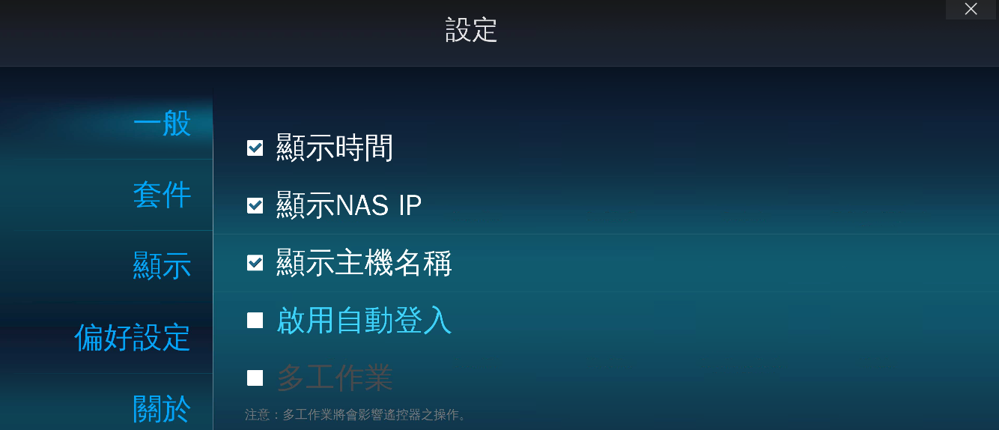 設定
一般
套件
顯示
偏好設定
關於
顯示時間
顯示NAS IP
顯示主機名稱
啟用自動登入
多工作業
注意：多工作業將會影響遙控器之操作。